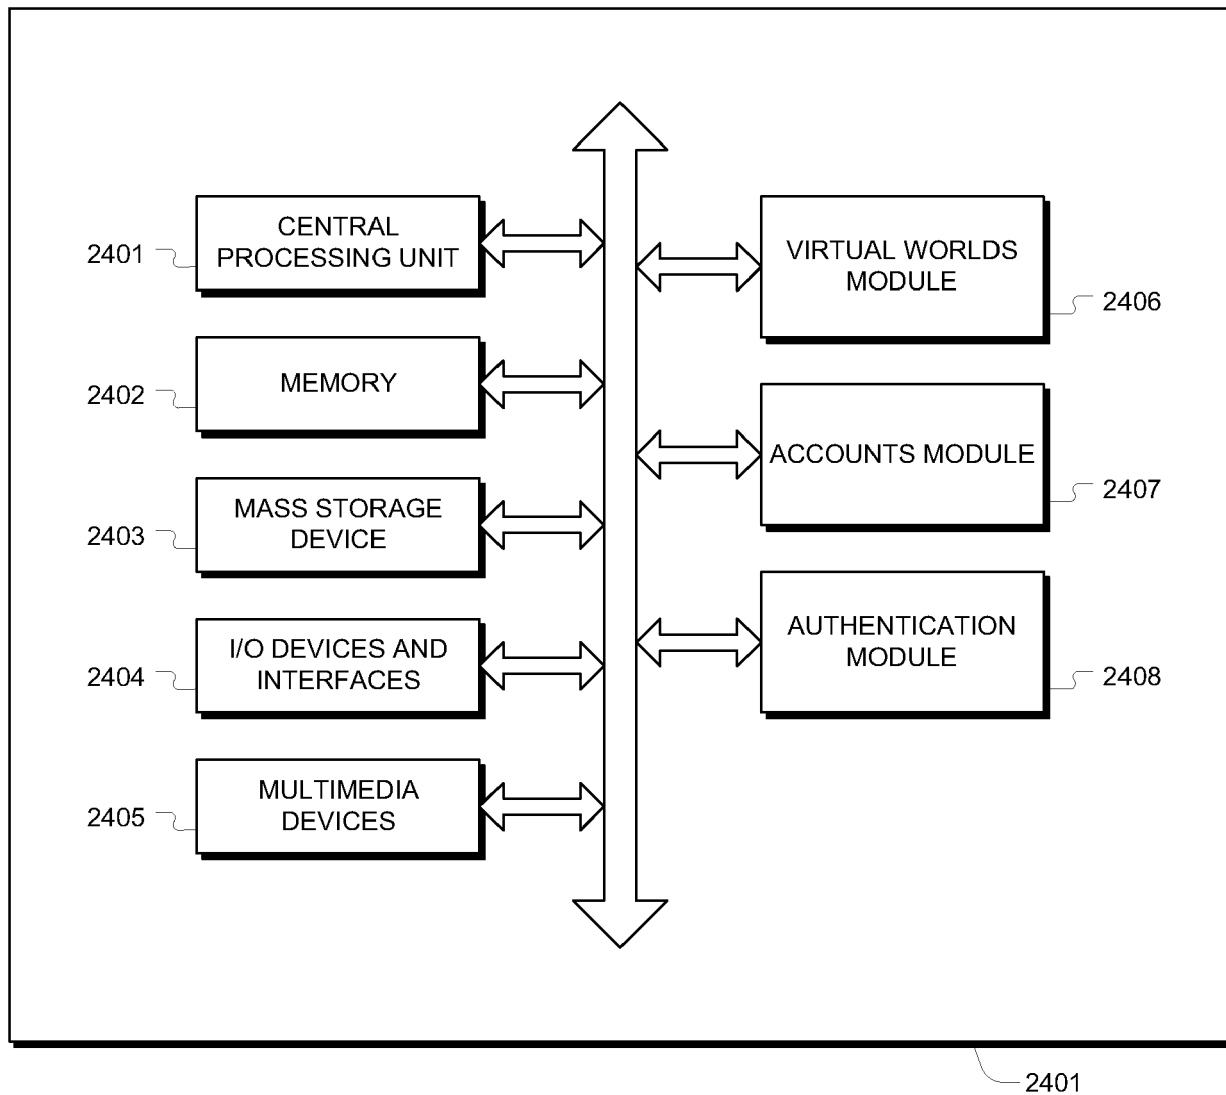 CENTRAL
PROCESSING UNIT
2401
MEMORY
2402
MASS STORAGE
DEVICE
2403
I/O DEVICES AND
INTERFACES
2404
MULTIMEDIA
DEVICES
2405
VIRTUAL WORLDS
MODULE
2406
ACCOUNTS MODULE
2407
AUTHENTICATION
MODULE
2408
2401